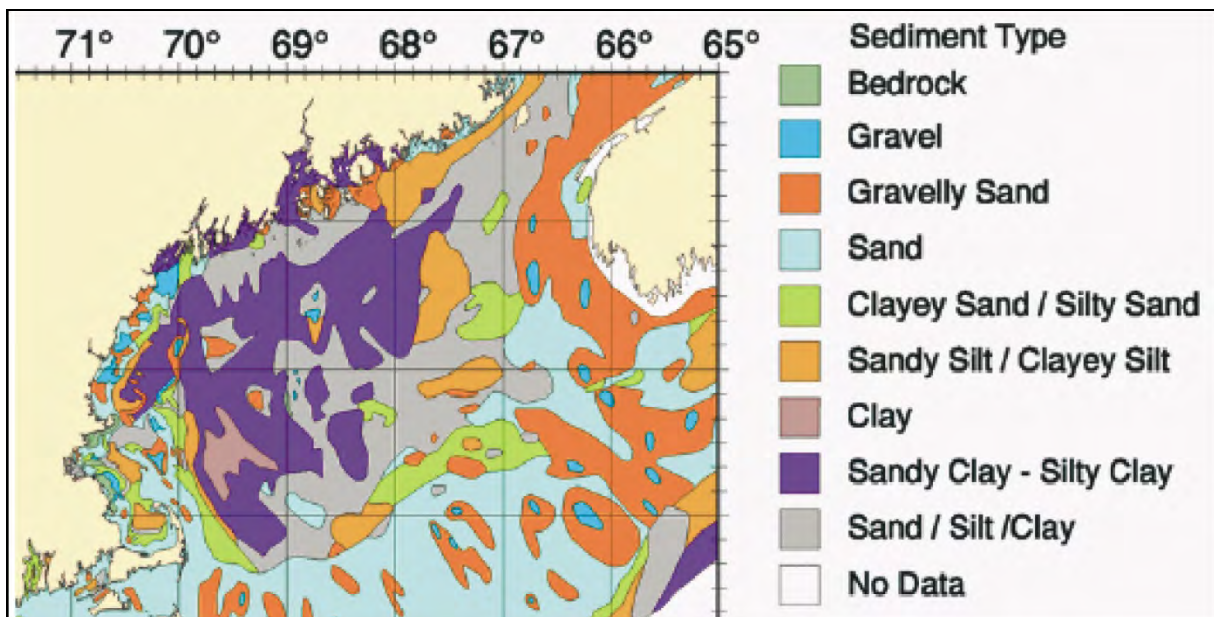 71° 70° 69° 68° 67° 66° 65°
Sediment Type
Bedrock
Gravel
Gravelly Sand
Sand
Clayey Sand / Silty Sand
Sandy Silt / Clayey Silt
Clay
Sandy Clay - Silty Clay
Sand / Silt /Clay
No Data